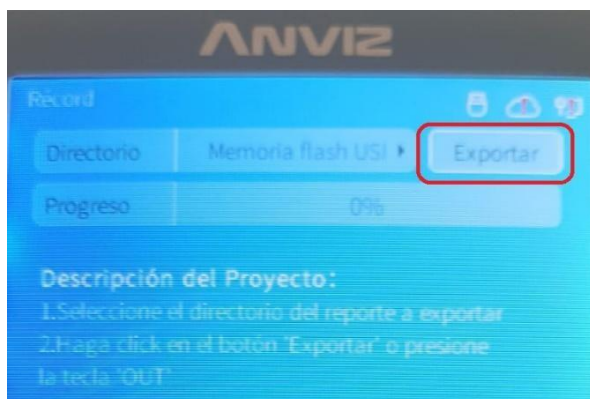 ANVIZ
Récord
Directorio Memoria flash USI Exportar
Progreso 0%
Descripción del Proyecto:
1.Seleccione el directorio del reporte a exportar
2.Haga click en el botón "Exportar" o presione
la tecla "OUT"